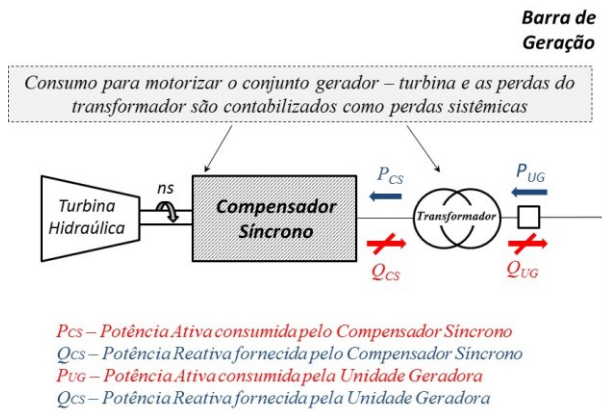 Barra de
Geração
Consumo para motorizar o conjunto gerador – turbina e as perdas do
transformador são contabilizados como perdas sistêmicas
ns
PCS
PUG
Turbina
Hidraúlica
Compensador
Síncrono
Transformador
QCS
QUG
PCS – Potência Ativa consumida pelo Compensador Síncrono
QCS – Potência Reativa fornecida pelo Compensador Síncrono
PUG – Potência Ativa consumida pela Unidade Geradora
QCS – Potência Reativa fornecida pela Unidade Geradora